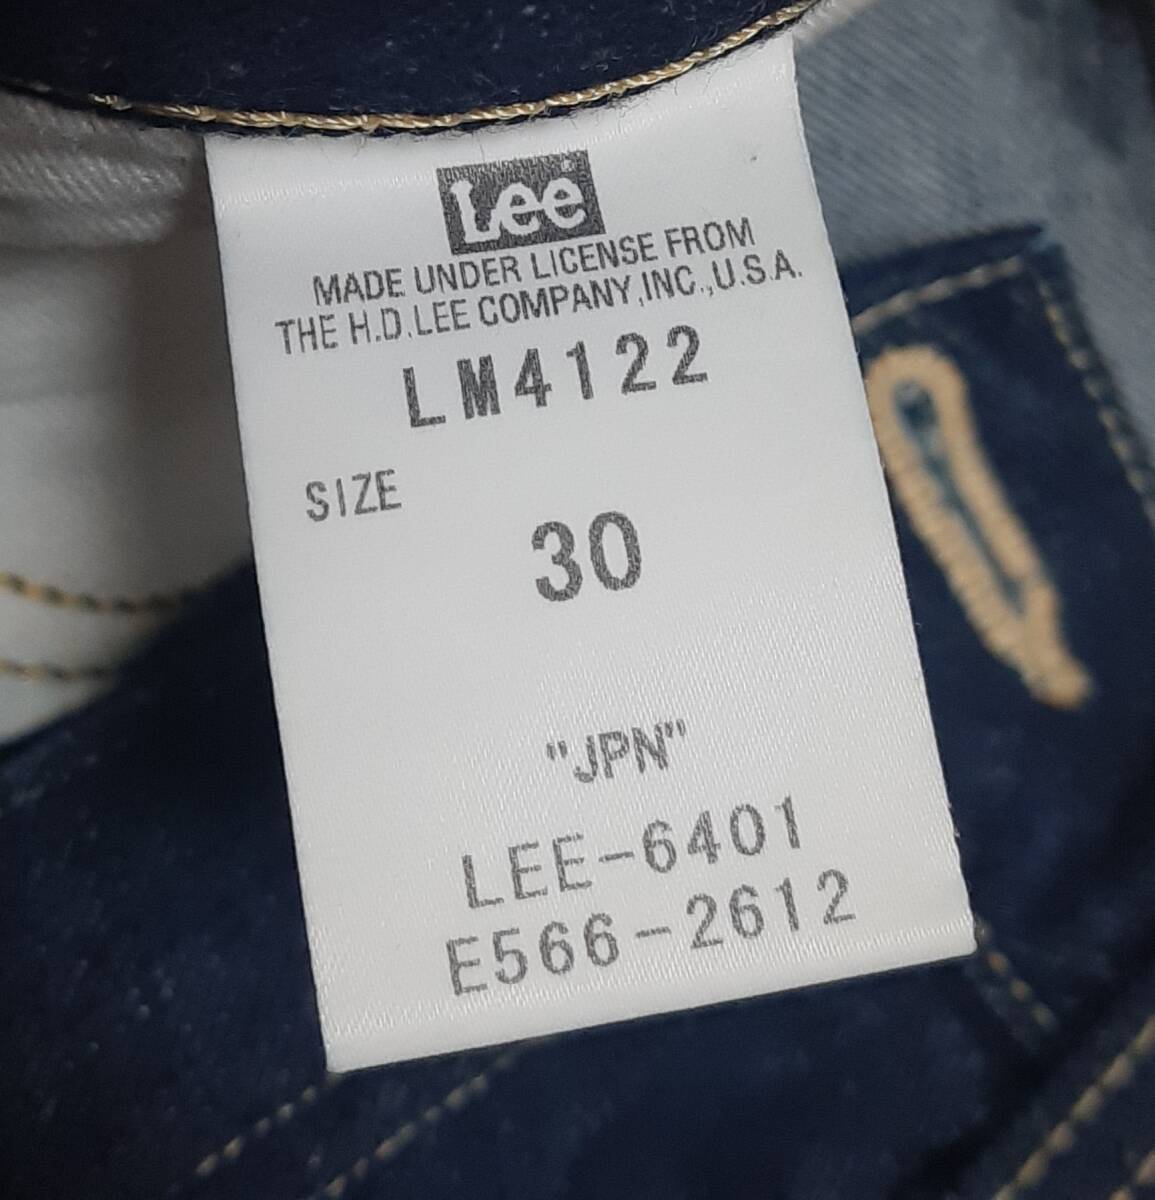 Lee
MADE UNDER LICENSE FROM
THE H.D.LEE COMPANY,INC.,U.S.A.
LM4122
SIZE
30
"JPN"
LEE-6401
E566-2612